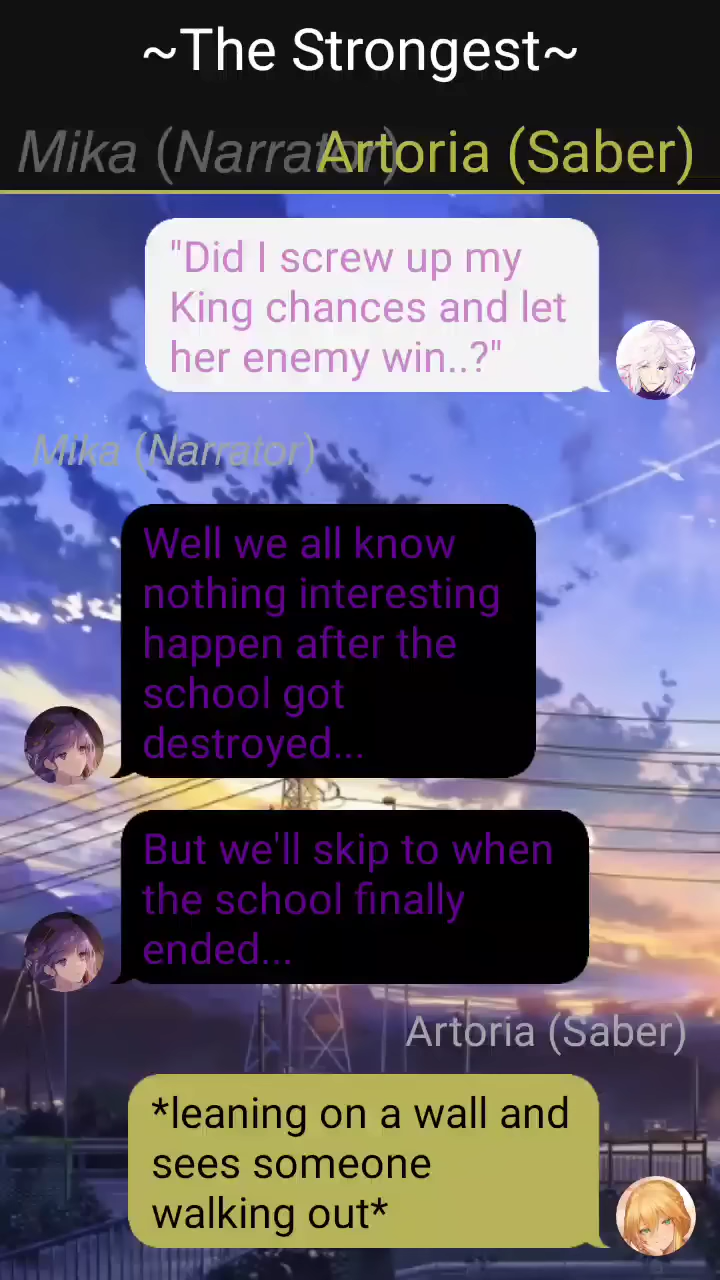 ~The Strongest~
Mika (Narrator) Artoria (Saber)
"Did I screw up my
King chances and let
her enemy win..?"
Mika (Narrator)
Well we all know
nothing interesting
happen after the
school got
destroyed...
But we'll skip to when
the school finally
ended...
Artoria (Saber)
*leaning on a wall and
sees someone
walking out*